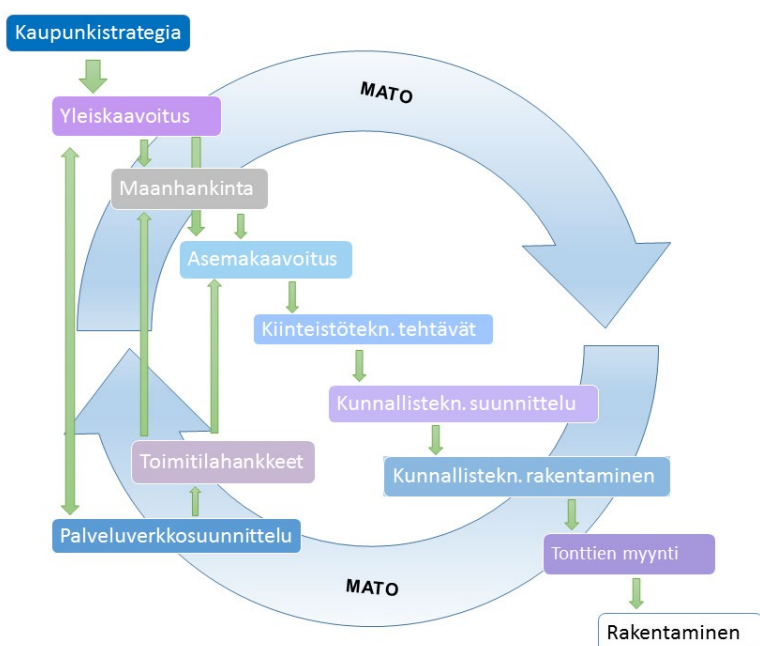 Kaupunkistrategia
MATO
Yleiskaavoitus
Maanhankinta
Asemakaavoitus
Kiinteistötekn. tehtävät
Kunnallistekn. suunnittelu
Toimitilahankkeet
Kunnallistekn. rakentaminen
Palveluverkkosuunnittelu
Tonttien myynti
MATO
Rakentaminen